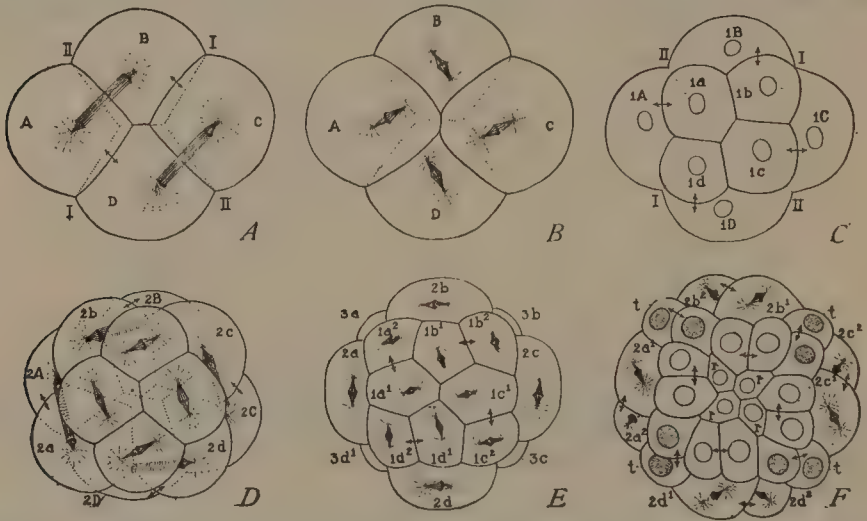 II B I
A C
I D II
A
B
A C
D
B
1B
II I
1A 1a 1b 1C
1d 1c
I 1D II
C
2B
2b 2c
2A
2C
2a 2d
2D
D
2b
3a 1a² 1b¹ 1b² 3b
2a 2c
1a¹ 1c¹
3d¹ 1d² 1d¹ 1c² 3c
2d
E
t 2b² 2b¹ t
2a¹ 2c²
2c¹
r r
r r
2a²
t t
2d¹ 2d²
F